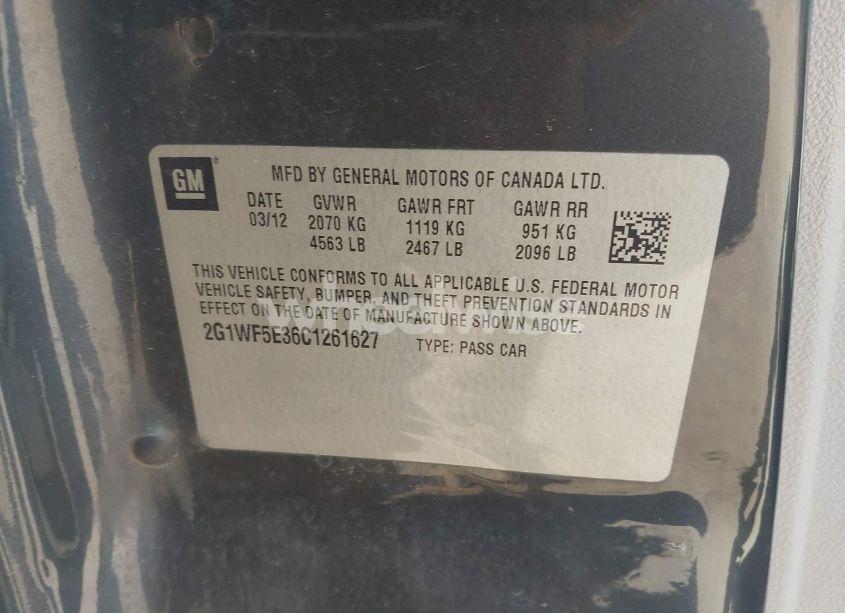 GM
MFD BY GENERAL MOTORS OF CANADA LTD.
DATE GVWR GAWR FRT GAWR RR
03/12 2070 KG 1119 KG 951 KG
4563 LB 2467 LB 2096 LB
THIS VEHICLE CONFORMS TO ALL APPLICABLE U.S. FEDERAL MOTOR
VEHICLE SAFETY, BUMPER, AND THEFT PREVENTION STANDARDS IN
EFFECT ON THE DATE OF MANUFACTURE SHOWN ABOVE.
2G1WF5E36C1261627 TYPE: PASS CAR